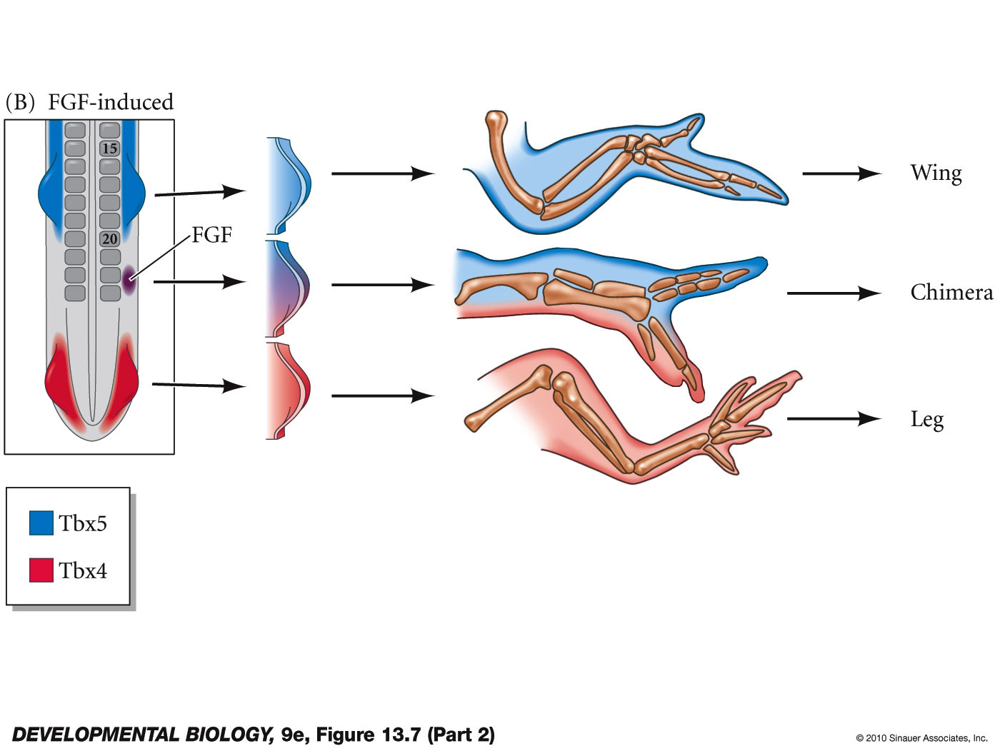 (B) FGF-induced
15
20
FGF
Wing
Chimera
Leg
Tbx5
Tbx4
DEVELOPMENTAL BIOLOGY, 9e, Figure 13.7 (Part 2)
© 2010 Sinauer Associates, Inc.